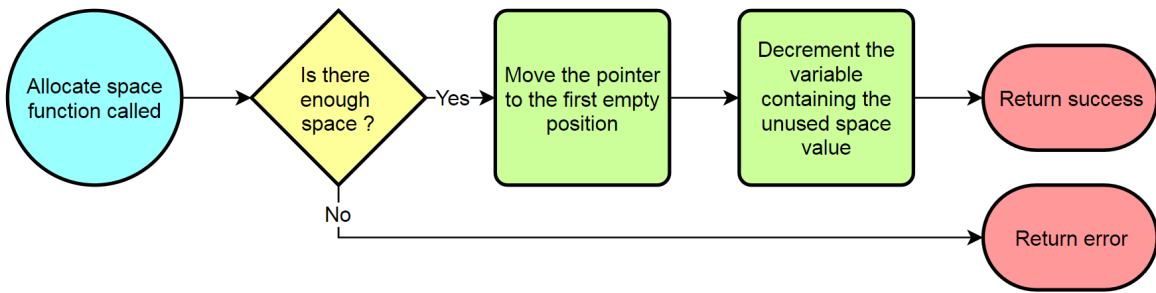 Allocate space
function called
Is there
enough
space ?
Yes
Move the pointer
to the first empty
position
Decrement the
variable
containing the
unused space
value
Return success
No
Return error